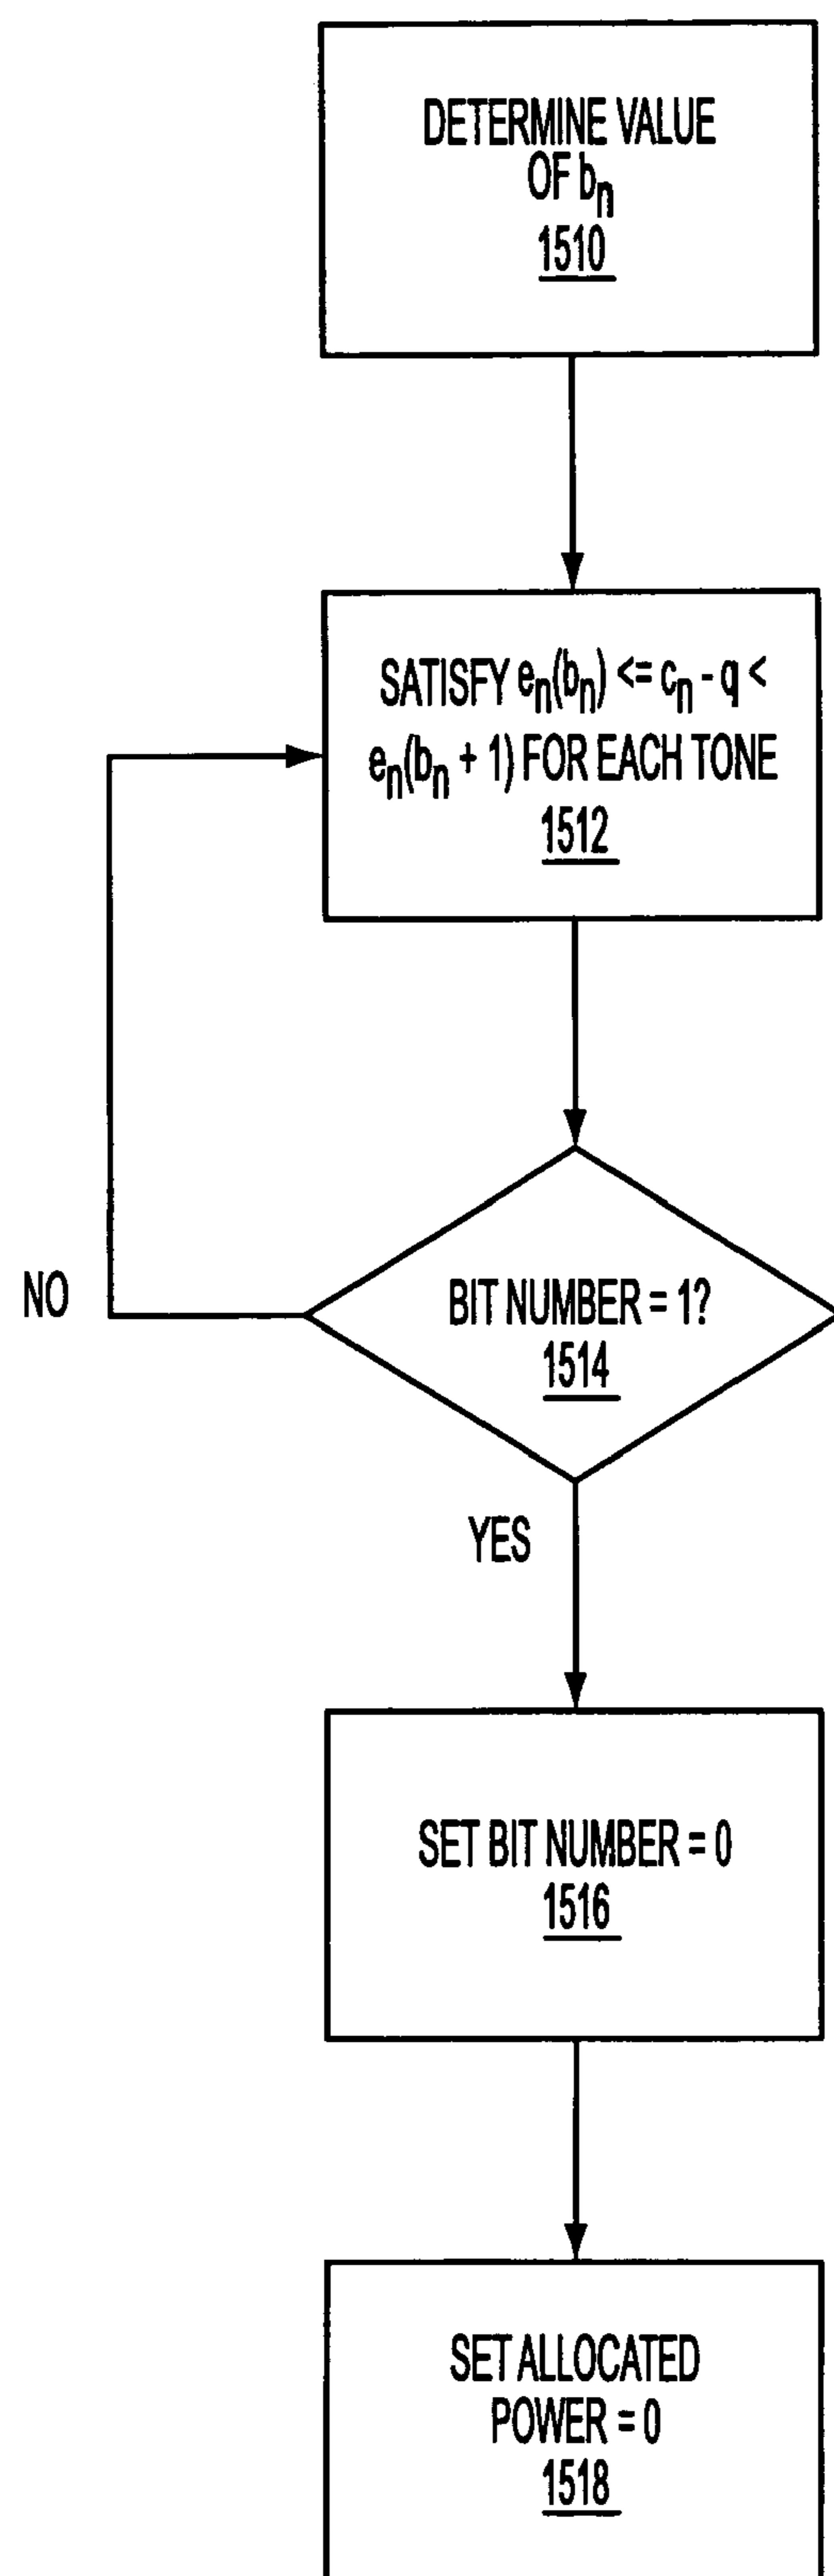 DETERMINE VALUE
OF bn
1510
SATISFY en(bn) <= cn - q <
en(bn + 1) FOR EACH TONE
1512
NO
BIT NUMBER = 1?
1514
YES
SET BIT NUMBER = 0
1516
SET ALLOCATED
POWER = 0
1518